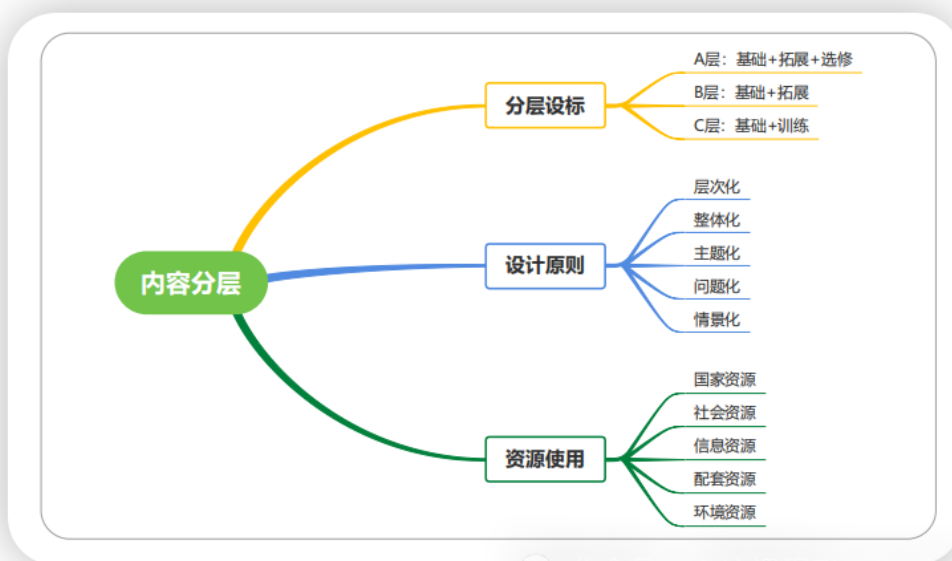 内容分层
分层设标
A层：基础+拓展+选修
B层：基础+拓展
C层：基础+训练
设计原则
层次化
整体化
主题化
问题化
情景化
资源使用
国家资源
社会资源
信息资源
配套资源
环境资源